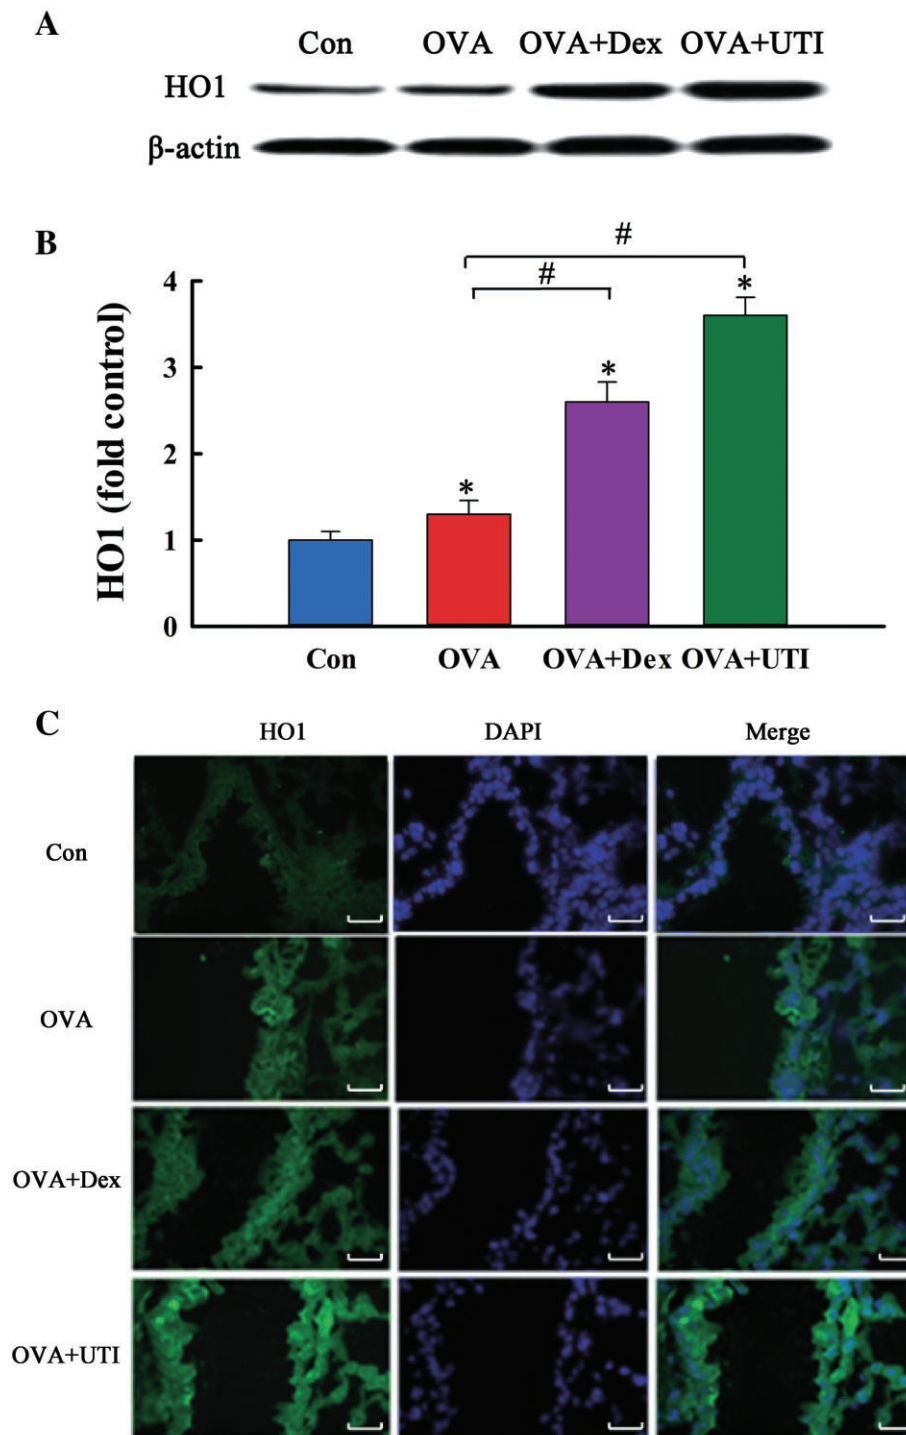 A
Con OVA OVA+Dex OVA+UTI
HO1
β-actin
B
#
#
4
3
2
1
0
HO1 (fold control)
*
*
*
Con OVA OVA+Dex OVA+UTI
C
HO1 DAPI Merge
Con
OVA
OVA+Dex
OVA+UTI